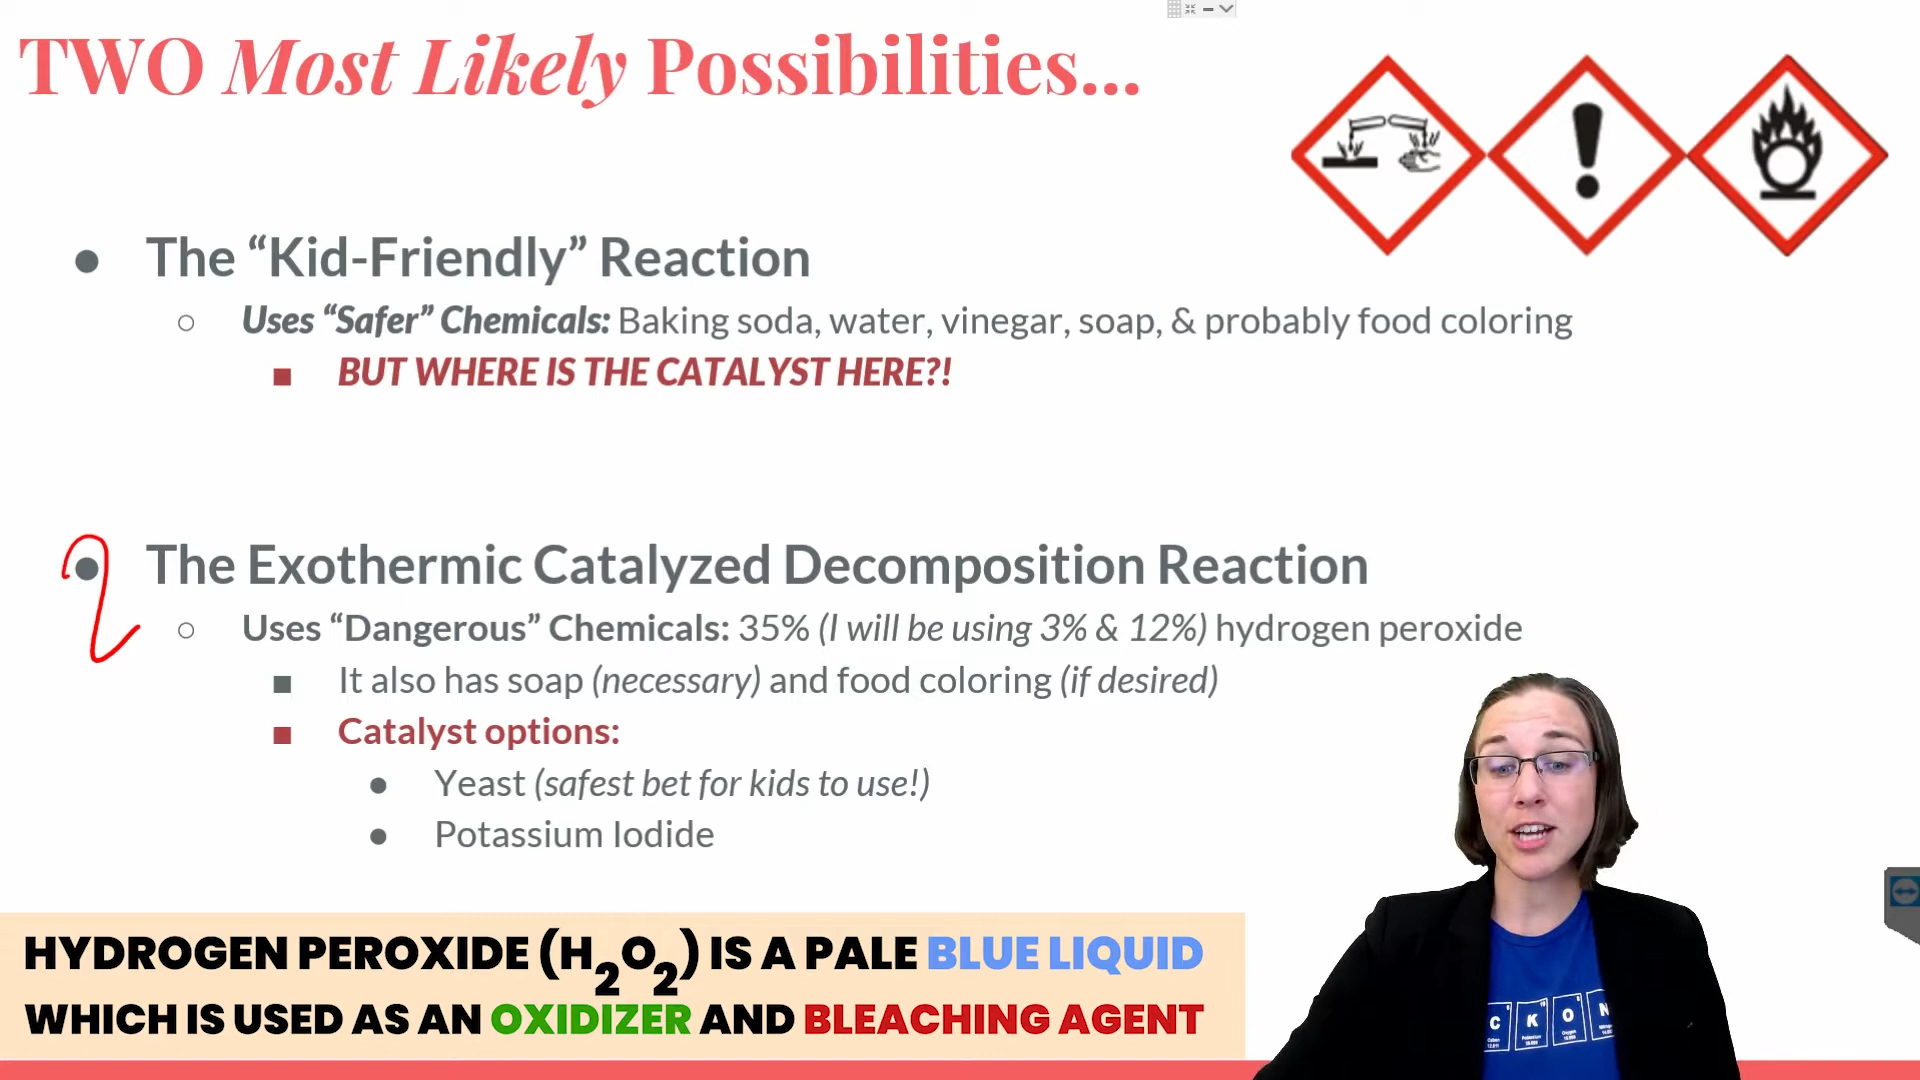 TWO Most Likely Possibilities...
● The “Kid-Friendly” Reaction
○ Uses “Safer” Chemicals: Baking soda, water, vinegar, soap, & probably food coloring
■ BUT WHERE IS THE CATALYST HERE?!
2
● The Exothermic Catalyzed Decomposition Reaction
○ Uses “Dangerous” Chemicals: 35% (I will be using 3% & 12%) hydrogen peroxide
■ It also has soap (necessary) and food coloring (if desired)
■ Catalyst options:
● Yeast (safest bet for kids to use!)
● Potassium Iodide
HYDROGEN PEROXIDE (H₂O₂) IS A PALE BLUE LIQUID
WHICH IS USED AS AN OXIDIZER AND BLEACHING AGENT
C K O N